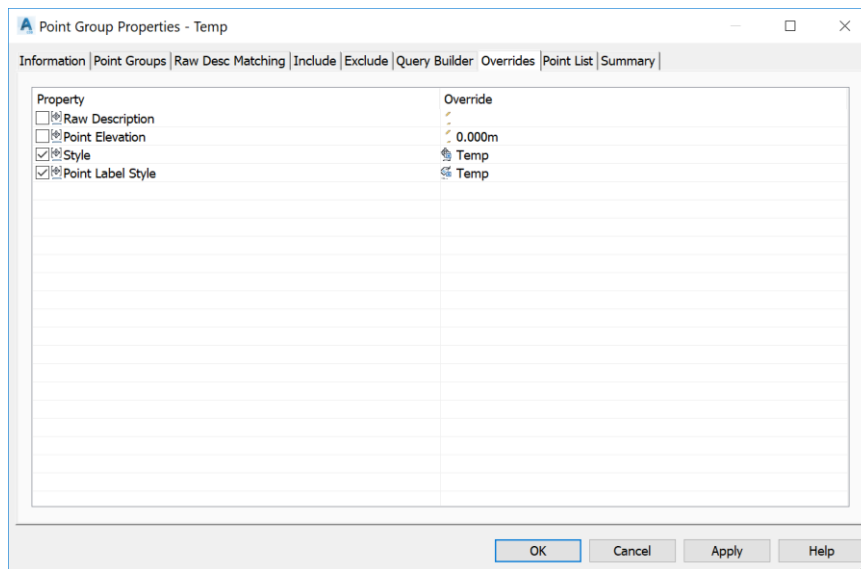 Point Group Properties - Temp
Information Point Groups Raw Desc Matching Include Exclude Query Builder Overrides Point List Summary
Property Override
Raw Description
Point Elevation 0.000m
Style Temp
Point Label Style Temp
OK Cancel Apply Help